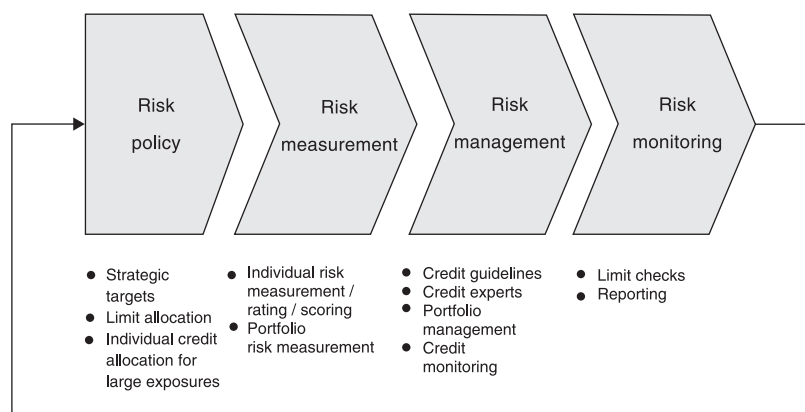 Risk
policy
Risk
measurement
Risk
management
Risk
monitoring
● Strategic
targets
● Limit allocation
● Individual credit
allocation for
large exposures
● Individual risk
measurement /
rating / scoring
● Portfolio
risk measurement
● Credit guidelines
● Credit experts
● Portfolio
management
● Credit
monitoring
● Limit checks
● Reporting